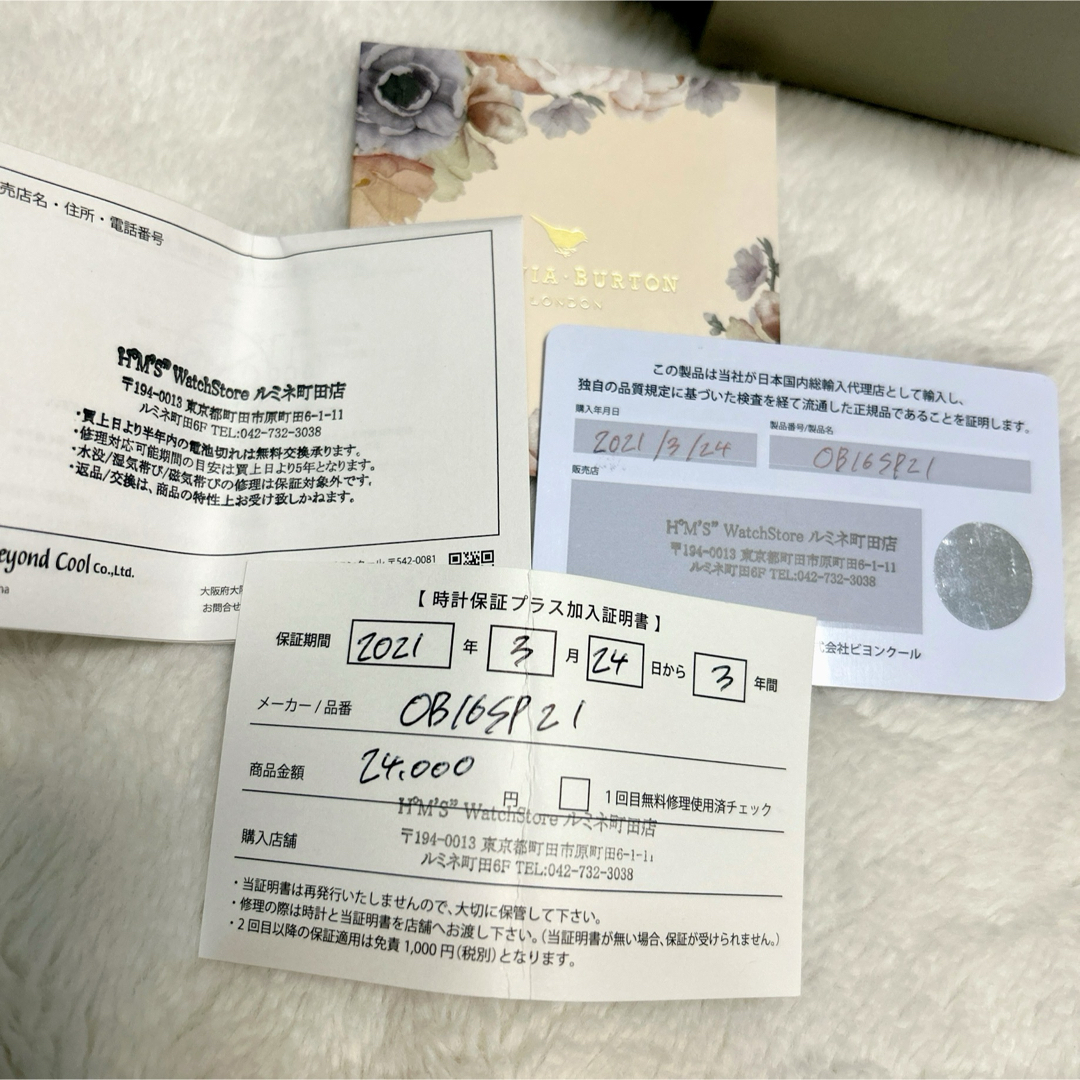 売店名・住所・電話番号
H°M'S" WatchStore ルミネ町田店
〒194-0013 東京都町田市原町田6-1-11
ルミネ町田6F TEL:042-732-3038
・買上日より半年内の電池切れは無料交換承ります。
・修理対応可能期間の目安は買上日より5年となります。
・水没/湿気帯び/磁気帯びの修理は保証対象外です。
・返品/交換は、商品の特性上お受け致しかねます。
eyond Cool Co.,Ltd.
ンクール 〒542-0081
大阪府大
お問合せ
BURTON
LONDON
この製品は当社が日本国内総輸入代理店として輸入し、
独自の品質規定に基づいた検査を経て流通した正規品であることを証明します。
購入年月日
製品番号/製品名
2021/3/24
OB16SP21
販売店
H°M'S" WatchStore ルミネ町田店
〒194-0013 東京都町田市原町田6-1-11
ルミネ町田6F TEL:042-732-3038
式会社ビヨンクール
【 時計保証プラス加入証明書 】
保証期間 2021 年 3 月 24 日から 3 年間
メーカー / 品番 OB16SP21
商品金額 24.000 円 1回目無料修理使用済チェック
購入店舗
H°M'S" WatchStore ルミネ町田店
〒194-0013 東京都町田市原町田6-1-11
ルミネ町田6F TEL:042-732-3038
・当証明書は再発行いたしませんので、大切に保管して下さい。
・修理の際は時計と当証明書を店舗へお渡し下さい。(当証明書が無い場合、保証が受けられません。)
・2回目以降の保証適用は免責 1,000 円(税別)となります。